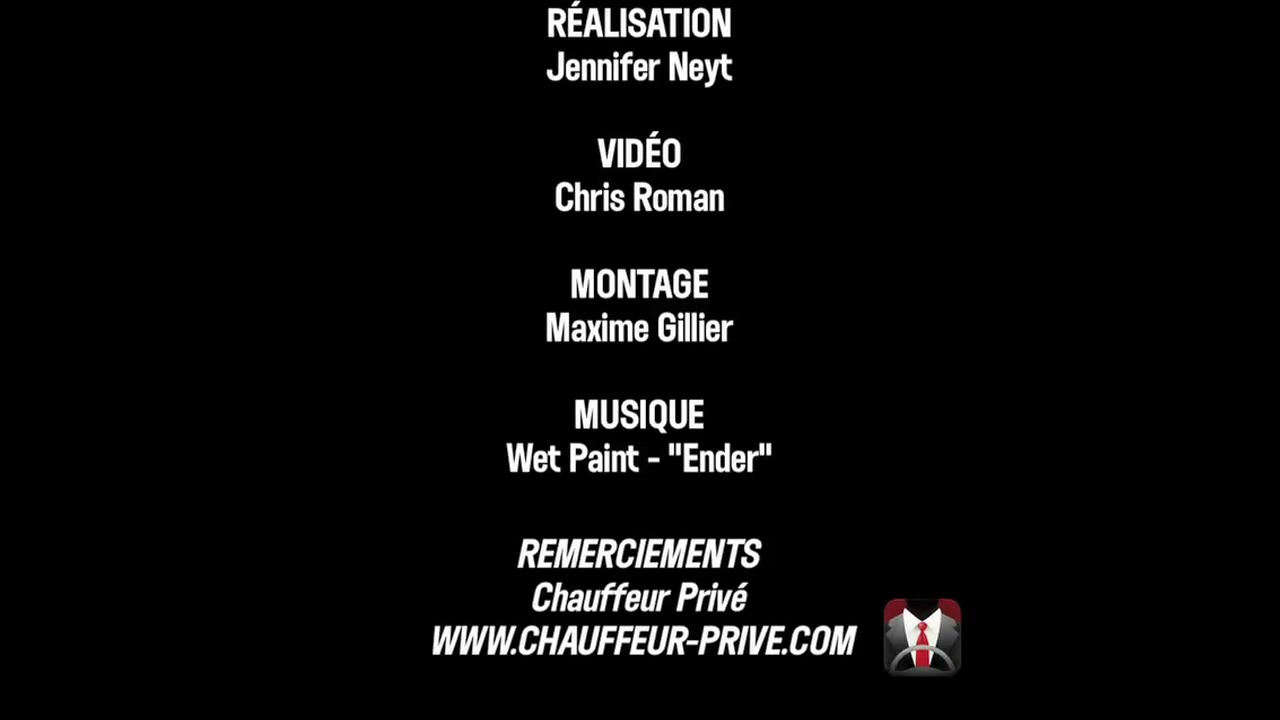 RÉALISATION
Jennifer Neyt
VIDÉO
Chris Roman
MONTAGE
Maxime Gillier
MUSIQUE
Wet Paint - "Ender"
REMERCIEMENTS
Chauffeur Privé
WWW.CHAUFFEUR-PRIVE.COM